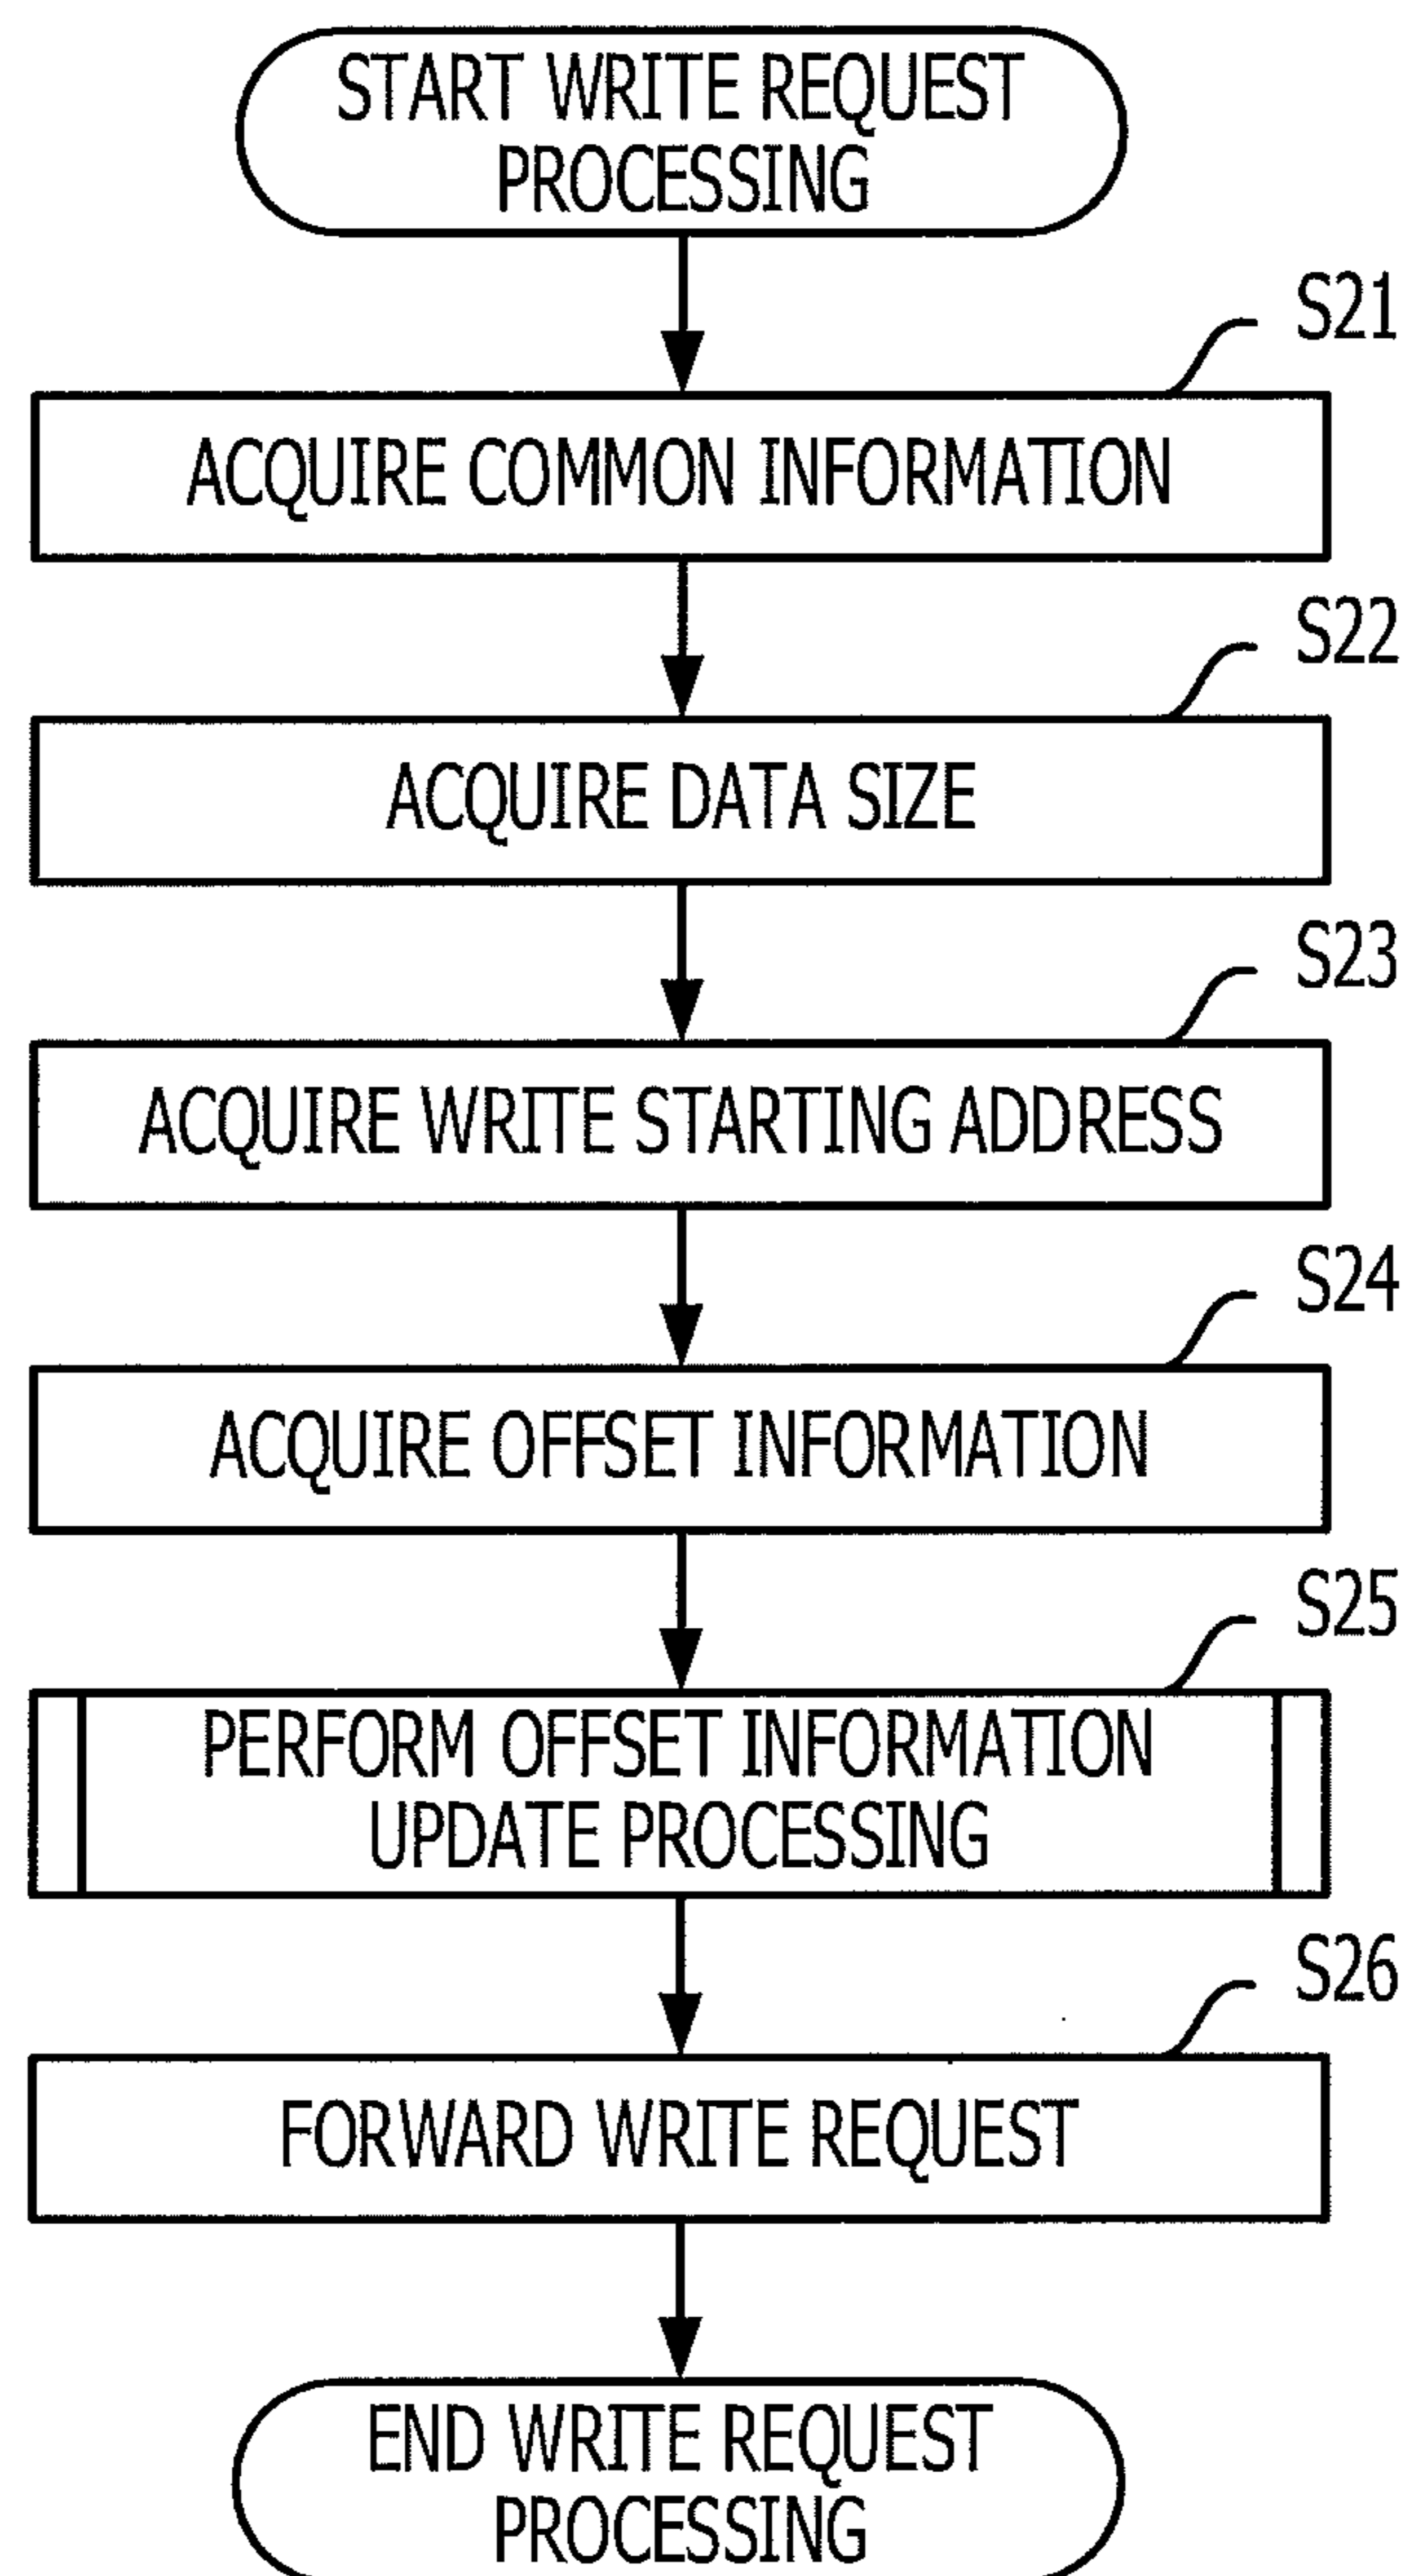 START WRITE REQUEST
PROCESSING
S21
ACQUIRE COMMON INFORMATION
S22
ACQUIRE DATA SIZE
S23
ACQUIRE WRITE STARTING ADDRESS
S24
ACQUIRE OFFSET INFORMATION
S25
PERFORM OFFSET INFORMATION
UPDATE PROCESSING
S26
FORWARD WRITE REQUEST
END WRITE REQUEST
PROCESSING